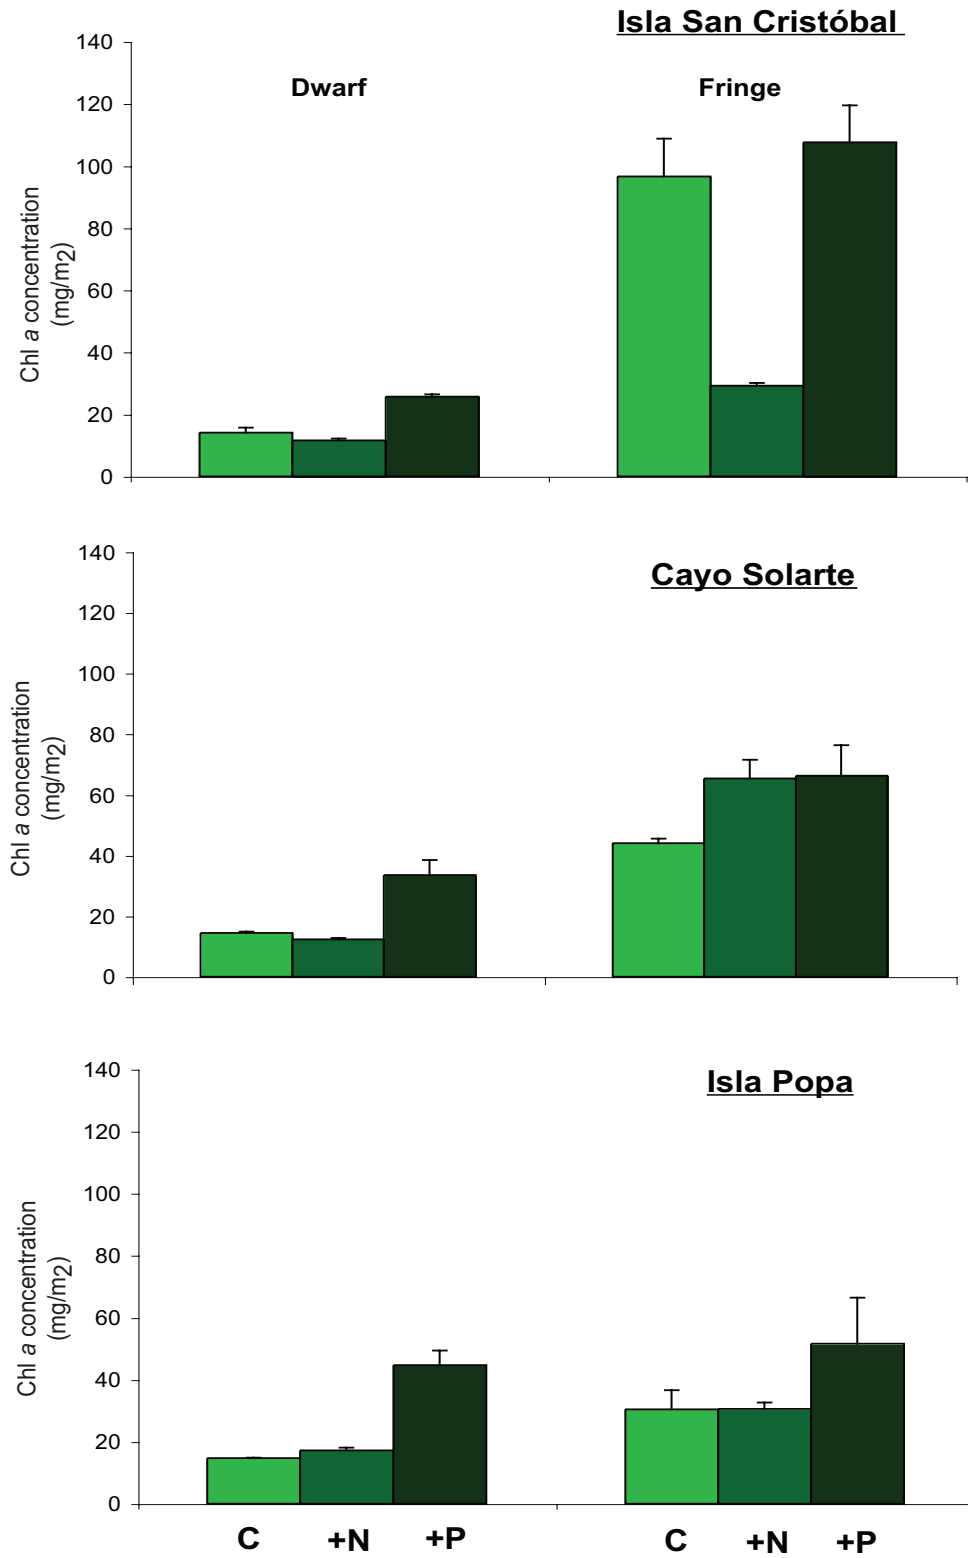 Isla San Cristóbal
140
120
100
80
60
40
20
0
Chl a concentration
(mg/m2)
Dwarf
Fringe
Cayo Solarte
140
120
100
80
60
40
20
0
Chl a concentration
(mg/m2)
Isla Popa
140
120
100
80
60
40
20
0
Chl a concentration
(mg/m2)
C +N +P C +N +P